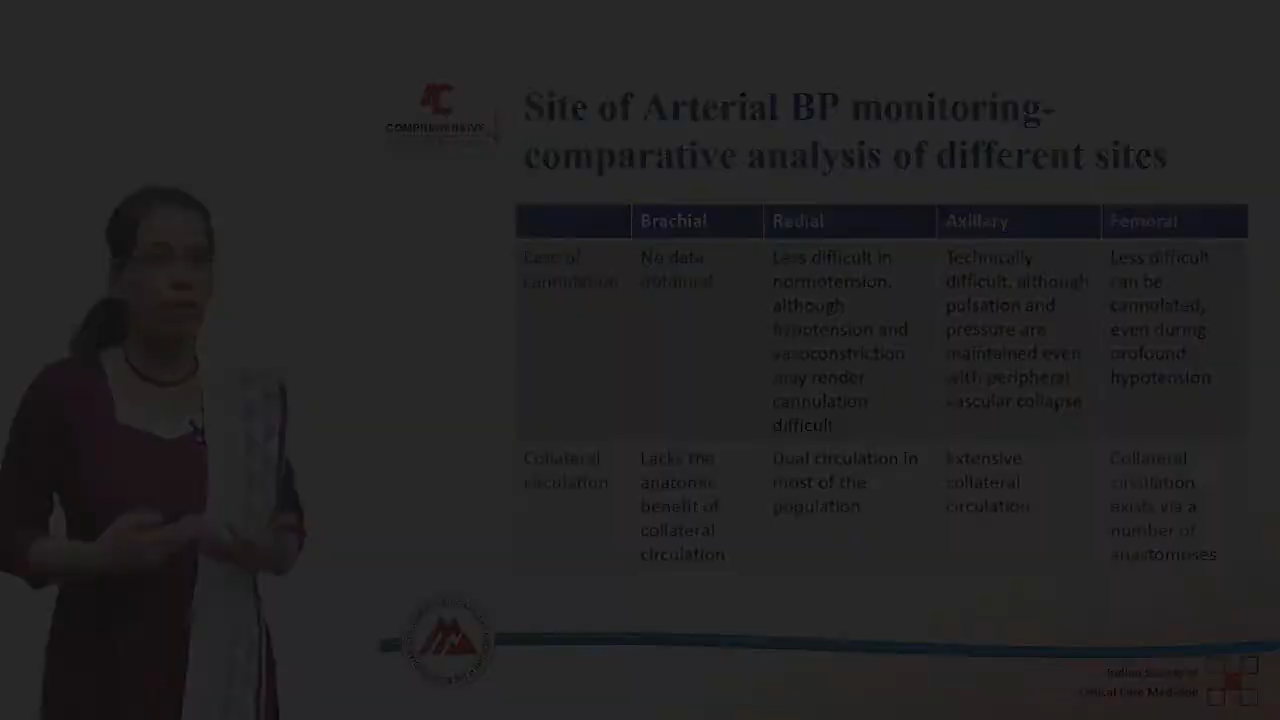 COMPREHENSIVE
Site of Arterial BP monitoring-
comparative analysis of different sites
Brachial
Radial
Axillary
Femoral
Ease of
cannulation
No data
obtained
Less difficult in
normotension,
although
hypotension and
vasoconstriction
may render
cannulation
difficult
Technically
difficult, although
pulsation and
pressure are
maintained even
with peripheral
vascular collapse
Less difficult
can be
cannulated,
even during
profound
hypotension
Collateral
circulation
Lacks the
anatomic
benefit of
collateral
circulation
Dual circulation in
most of the
population
Extensive
collateral
circulation
Collateral
circulation
exists via a
number of
anastomoses
Indian Society of
Critical Care Medicine